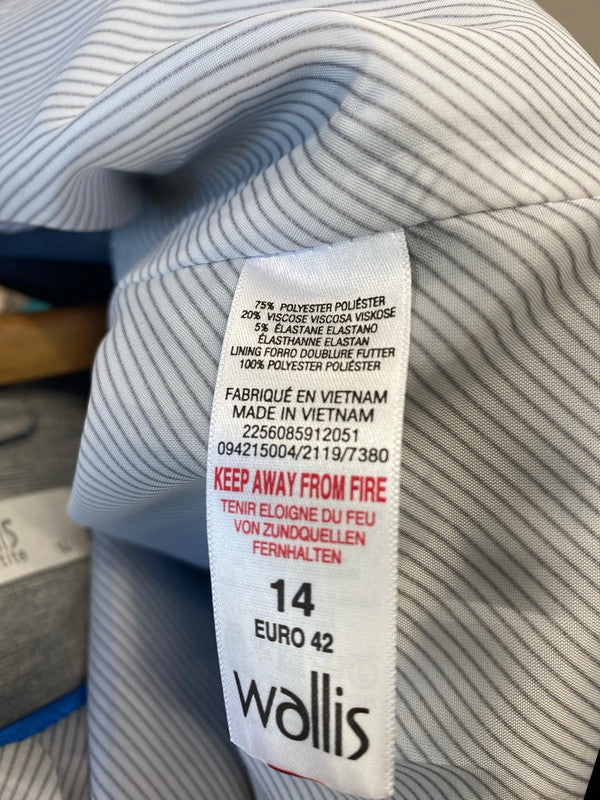 75% POLYESTER POLIÉSTER
20% VISCOSE VISCOSA VISKOSE
5% ÉLASTANE ELASTANO
ÉLASTHANNE ELASTAN
LINING FORRO DOUBLURE FUTTER
100% POLYESTER POLIÉSTER
FABRIQUÉ EN VIETNAM
MADE IN VIETNAM
2256085912051
094215004/2119/7380
KEEP AWAY FROM FIRE
TENIR ELOIGNE DU FEU
VON ZUNDQUELLEN
FERNHALTEN
14
EURO 42
wallis